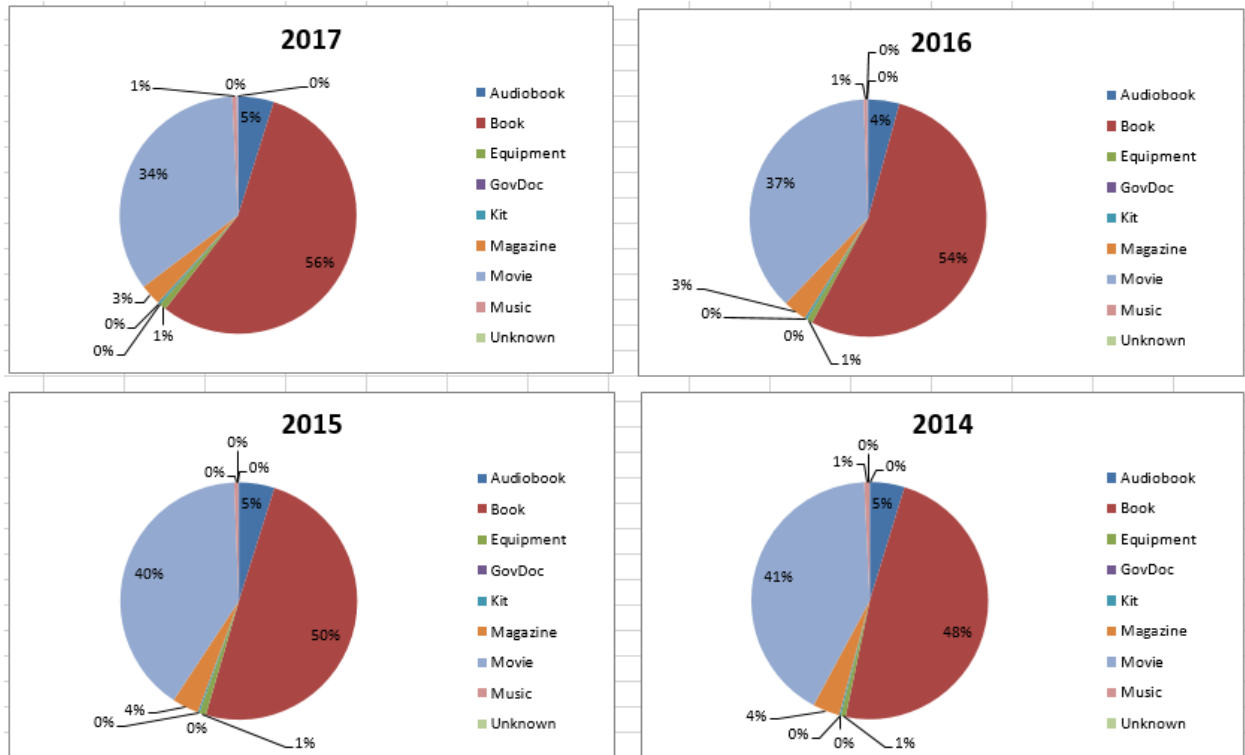 2017
1%
0%
0%
5%
34%
56%
3%
0%
0%
1%
Audiobook
Book
Equipment
GovDoc
Kit
Magazine
Movie
Music
Unknown
2016
0%
1%
0%
4%
37%
54%
3%
0%
0%
1%
Audiobook
Book
Equipment
GovDoc
Kit
Magazine
Movie
Music
Unknown
2015
0%
0%
0%
5%
40%
50%
4%
0%
0%
1%
Audiobook
Book
Equipment
GovDoc
Kit
Magazine
Movie
Music
Unknown
2014
0%
1%
0%
5%
41%
48%
4%
0%
0%
1%
Audiobook
Book
Equipment
GovDoc
Kit
Magazine
Movie
Music
Unknown